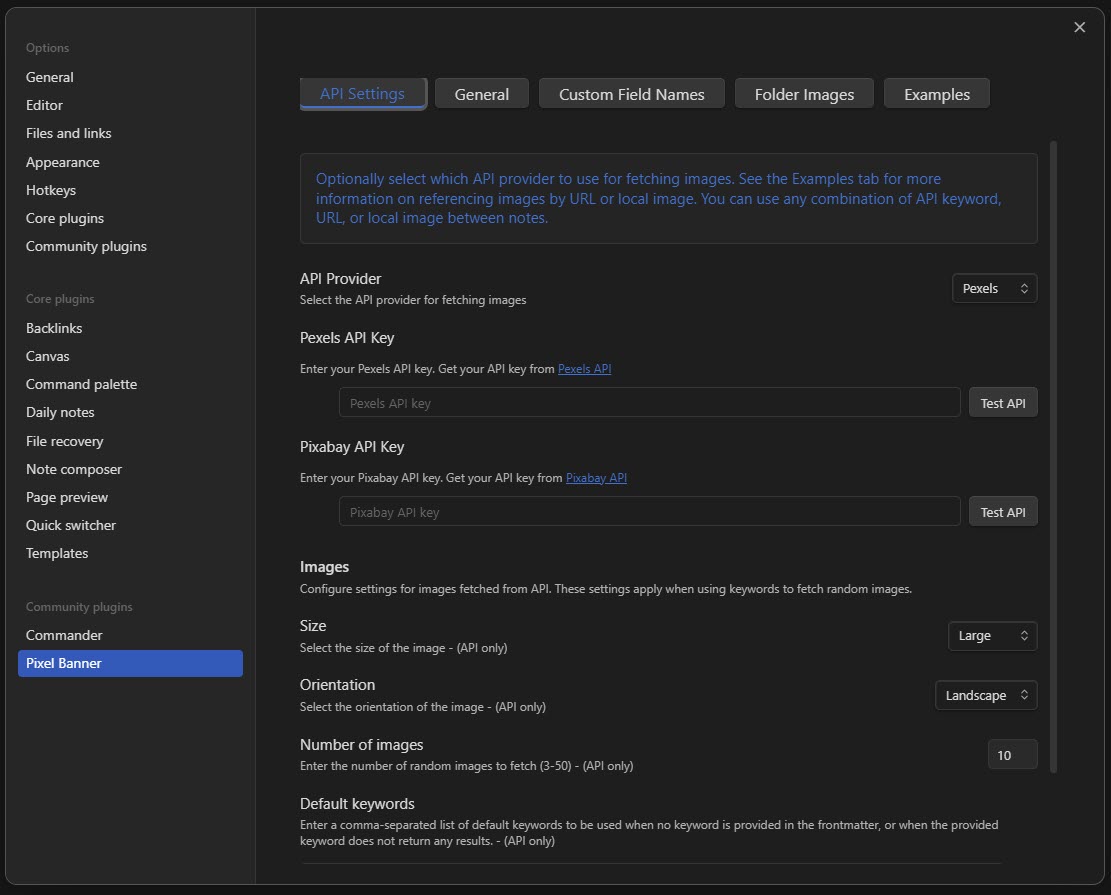 Options
General
Editor
Files and links
Appearance
Hotkeys
Core plugins
Community plugins
Core plugins
Backlinks
Canvas
Command palette
Daily notes
File recovery
Note composer
Page preview
Quick switcher
Templates
Community plugins
Commander
Pixel Banner
API Settings General Custom Field Names Folder Images Examples
Optionally select which API provider to use for fetching images. See the Examples tab for more
information on referencing images by URL or local image. You can use any combination of API keyword,
URL, or local image between notes.
API Provider
Select the API provider for fetching images
Pexels
Pexels API Key
Enter your Pexels API key. Get your API key from Pexels API
Pexels API key
Test API
Pixabay API Key
Enter your Pixabay API key. Get your API key from Pixabay API
Pixabay API key
Test API
Images
Configure settings for images fetched from API. These settings apply when using keywords to fetch random images.
Size
Select the size of the image - (API only)
Large
Orientation
Select the orientation of the image - (API only)
Landscape
Number of images
Enter the number of random images to fetch (3-50) - (API only)
10
Default keywords
Enter a comma-separated list of default keywords to be used when no keyword is provided in the frontmatter, or when the provided
keyword does not return any results. - (API only)